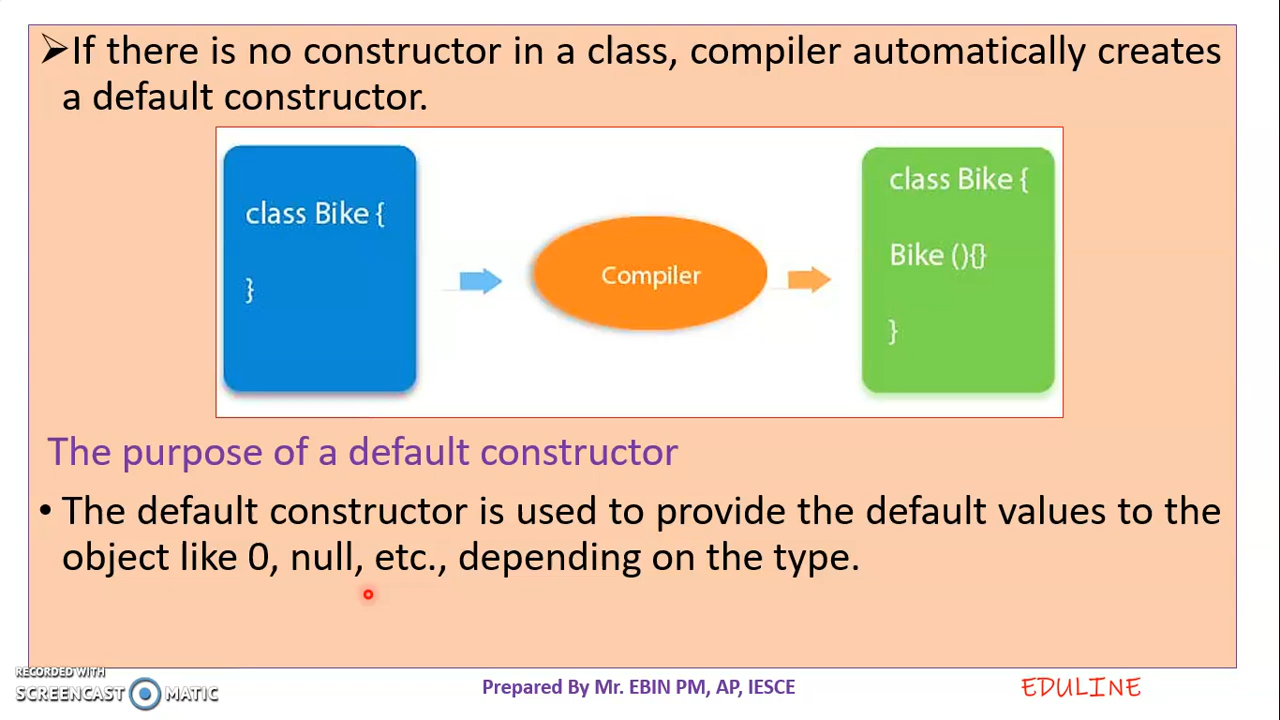 ➢If there is no constructor in a class, compiler automatically creates
a default constructor.
class Bike {
}
Compiler
class Bike {
Bike (){}
}
The purpose of a default constructor
• The default constructor is used to provide the default values to the
object like 0, null, etc., depending on the type.
RECORDED WITH
SCREENCAST MATIC
Prepared By Mr. EBIN PM, AP, IESCE
EDULINE